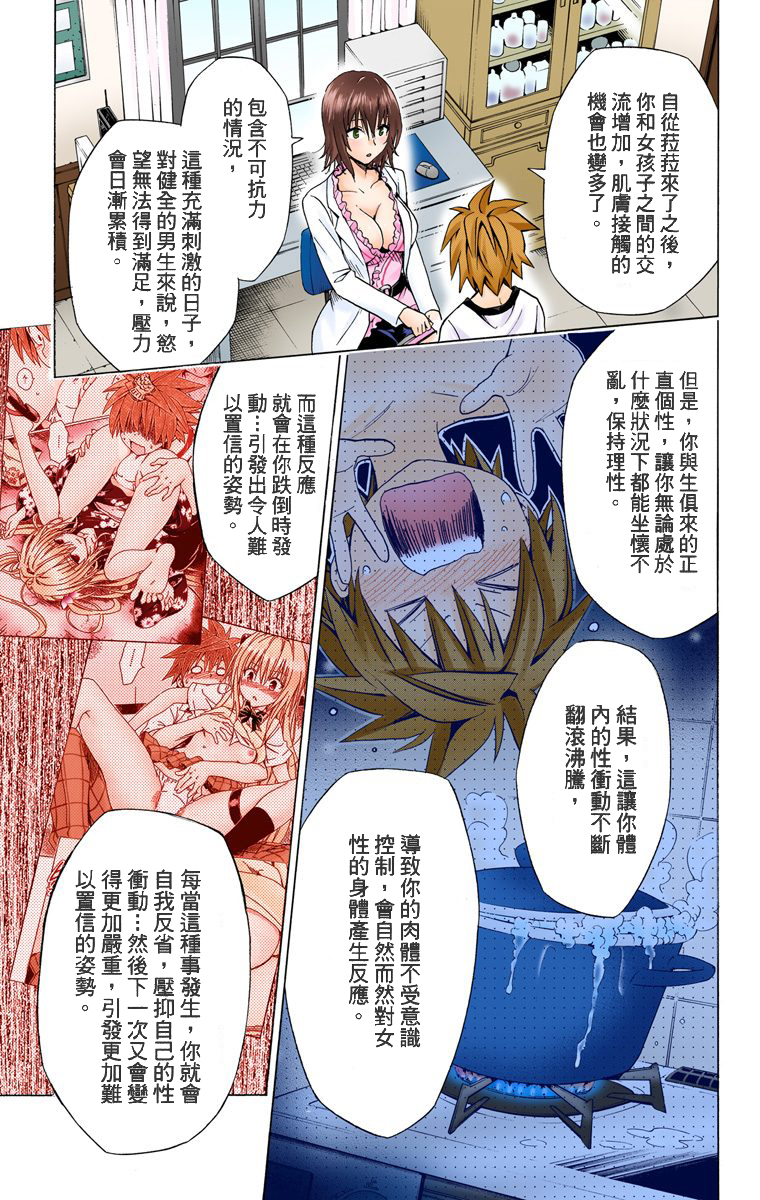 自從菈菈來了之後，
你和女孩子之間的交
流增加，肌膚接觸的
機會也變多了。
包含不可抗力
的情況，
這種充滿刺激的日子，
對健全的男生來說，慾
望無法得到滿足，壓力
會日漸累積。
但是，你與生俱來的正
直個性，讓你無論處於
什麼狀況下都能坐懷不
亂，保持理性。
結果，這讓你體
內的性衝動不斷
翻滾沸騰，
導致你的肉體不受意識
控制，會自然而然對女
性的身體產生反應。
而這種反應
就會在你跌倒時發
動…引發出令人難
以置信的姿勢。
每當這種事發生，你就會
自我反省，壓抑自己的性
衝動…然後下一次又會變
得更加嚴重，引發更加難
以置信的姿勢。